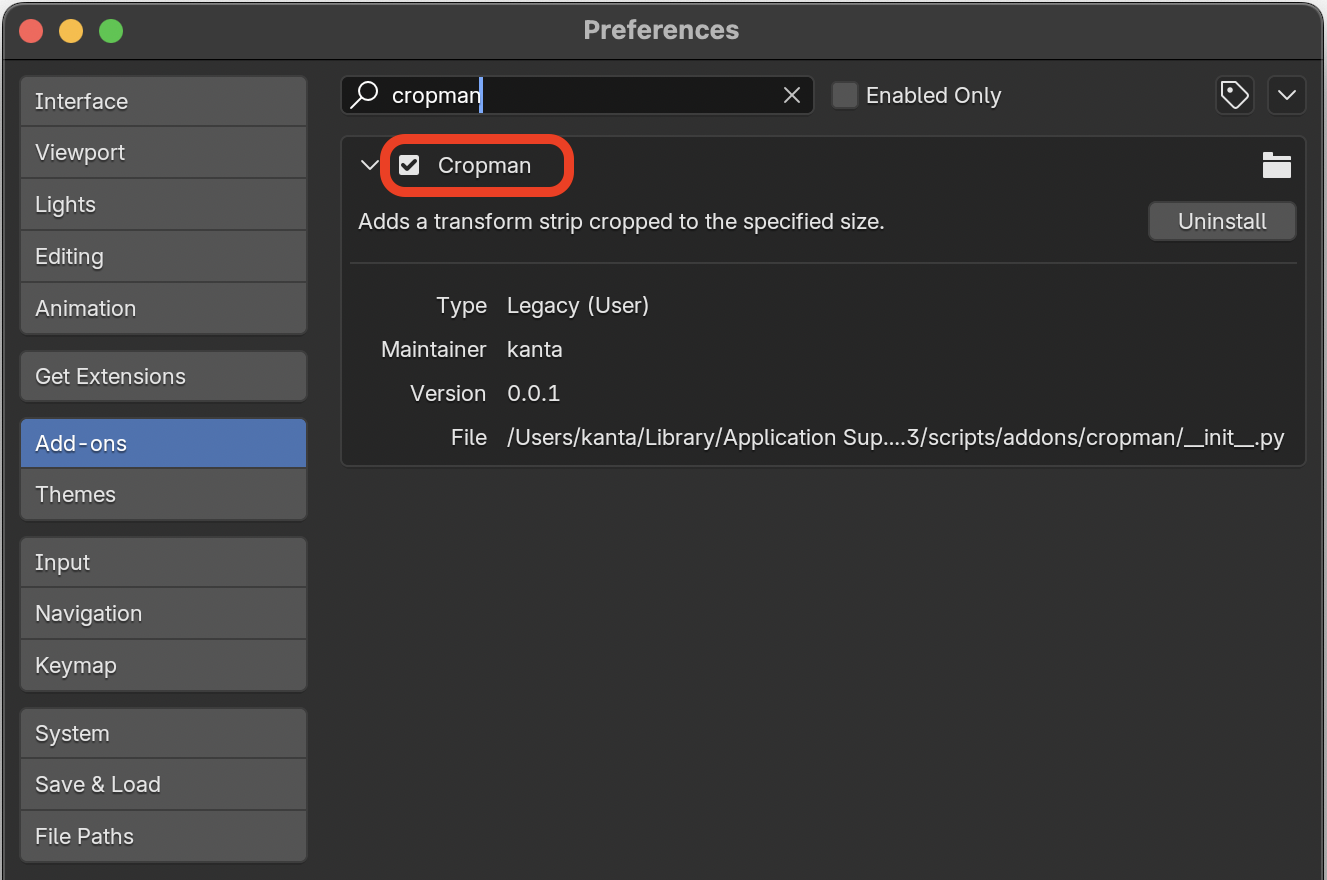 Preferences
Interface
Viewport
Lights
Editing
Animation
Get Extensions
Add-ons
Themes
Input
Navigation
Keymap
System
Save & Load
File Paths
cropman
Enabled Only
Cropman
Adds a transform strip cropped to the specified size.
Uninstall
Type Legacy (User)
Maintainer kanta
Version 0.0.1
File /Users/kanta/Library/Application Sup....3/scripts/addons/cropman/__init__.py